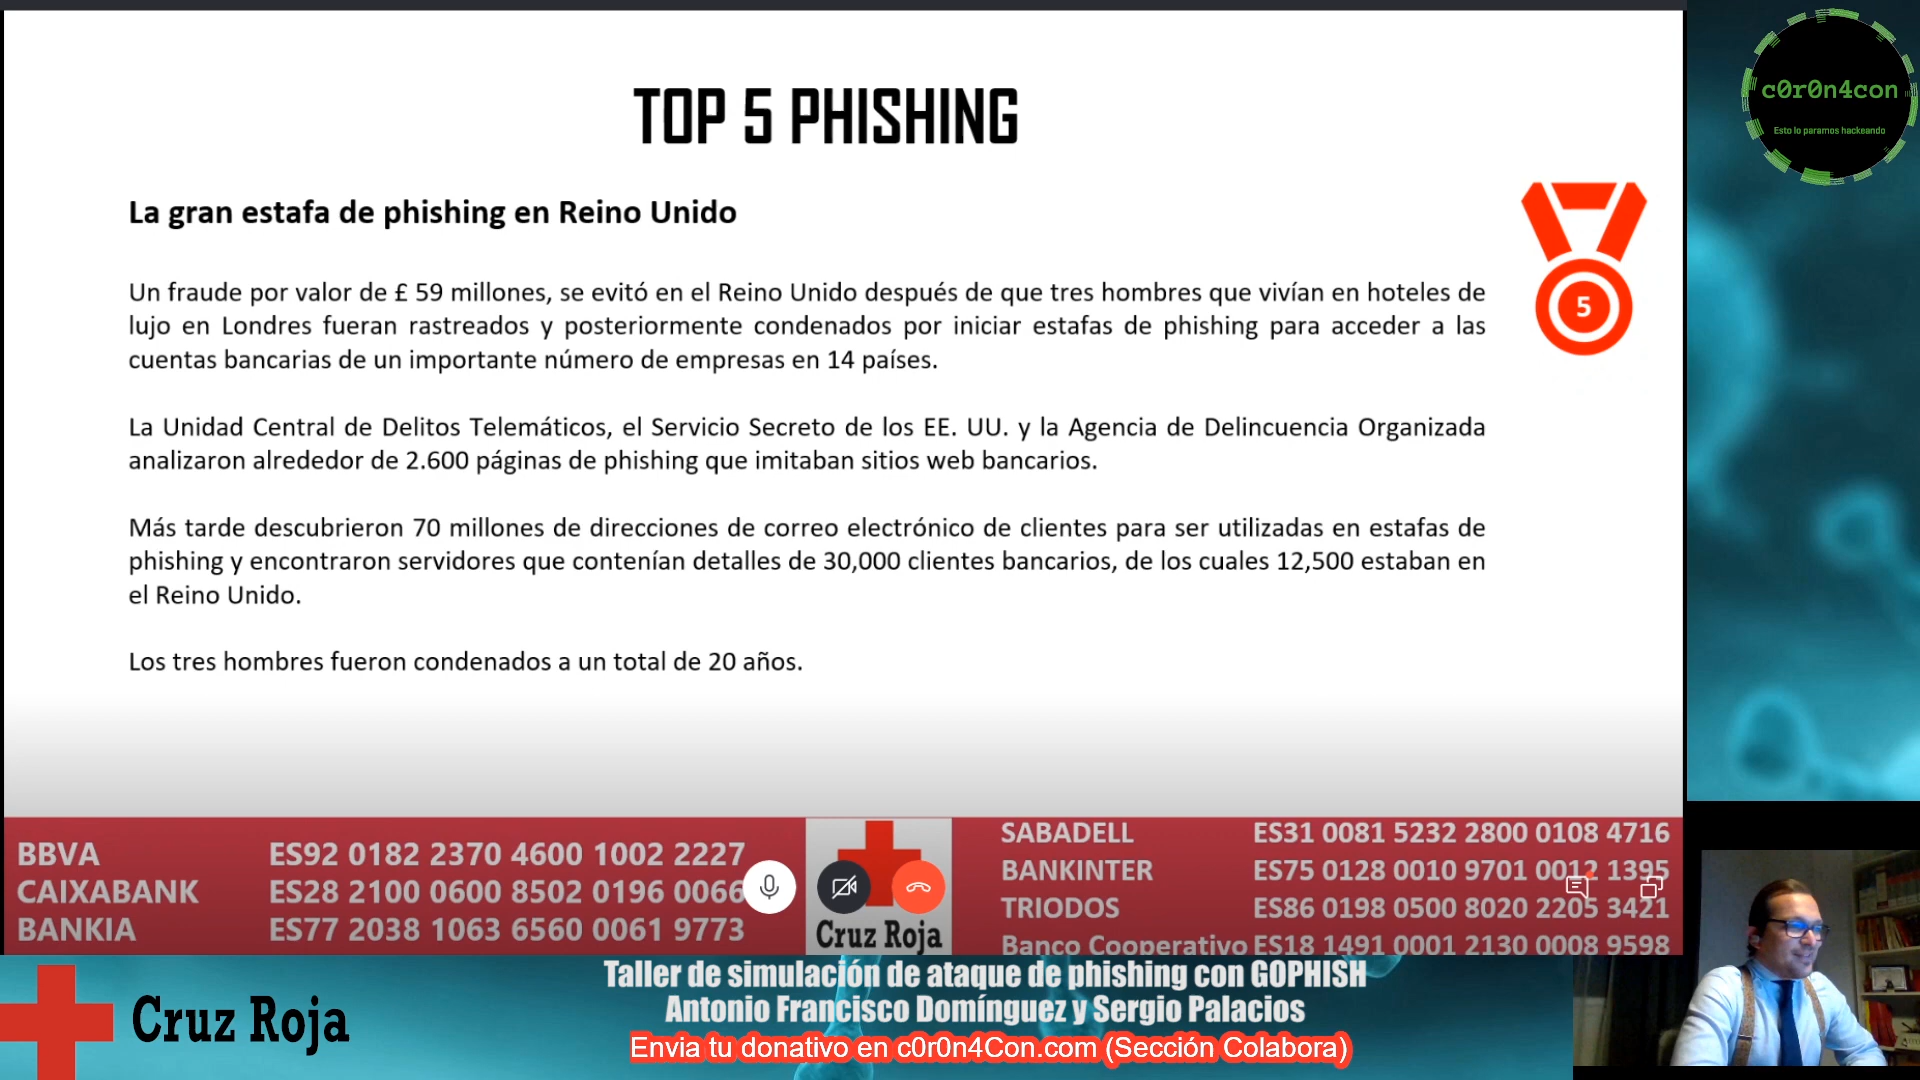 TOP 5 PHISHING
La gran estafa de phishing en Reino Unido
5
Un fraude por valor de £ 59 millones, se evitó en el Reino Unido después de que tres hombres que vivían en hoteles de
lujo en Londres fueran rastreados y posteriormente condenados por iniciar estafas de phishing para acceder a las
cuentas bancarias de un importante número de empresas en 14 países.
La Unidad Central de Delitos Telemáticos, el Servicio Secreto de los EE. UU. y la Agencia de Delincuencia Organizada
analizaron alrededor de 2.600 páginas de phishing que imitaban sitios web bancarios.
Más tarde descubrieron 70 millones de direcciones de correo electrónico de clientes para ser utilizadas en estafas de
phishing y encontraron servidores que contenían detalles de 30,000 clientes bancarios, de los cuales 12,500 estaban en
el Reino Unido.
Los tres hombres fueron condenados a un total de 20 años.
c0r0n4con
Esto lo paramos hackeando
BBVA ES92 0182 2370 4600 1002 2227
CAIXABANK ES28 2100 0600 8502 0196 0066
BANKIA ES77 2038 1063 6560 0061 9773
Cruz Roja
SABADELL ES31 0081 5232 2800 0108 4716
BANKINTER ES75 0128 0010 9701 0012 1395
TRIODOS ES86 0198 0500 8020 2205 3421
Banco Cooperativo ES18 1491 0001 2130 0008 9598
Cruz Roja
Taller de simulación de ataque de phishing con GOPHISH
Antonio Francisco Domínguez y Sergio Palacios
Envia tu donativo en c0r0n4Con.com (Sección Colabora)